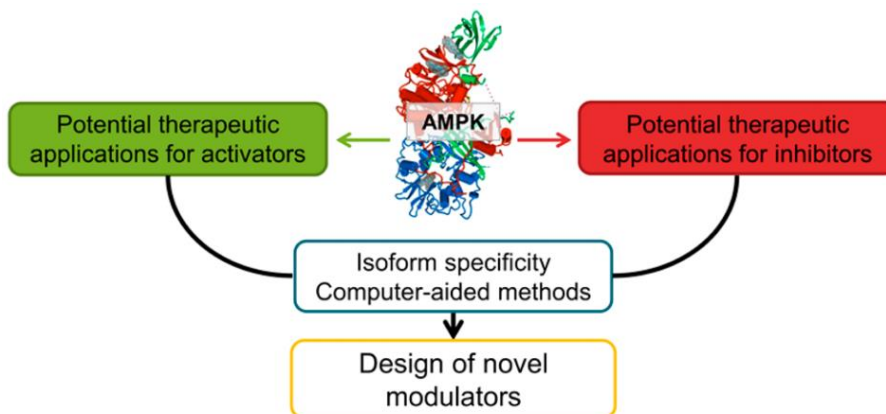 AMPK
Potential therapeutic
applications for activators
Potential therapeutic
applications for inhibitors
Isoform specificity
Computer-aided methods
Design of novel
modulators